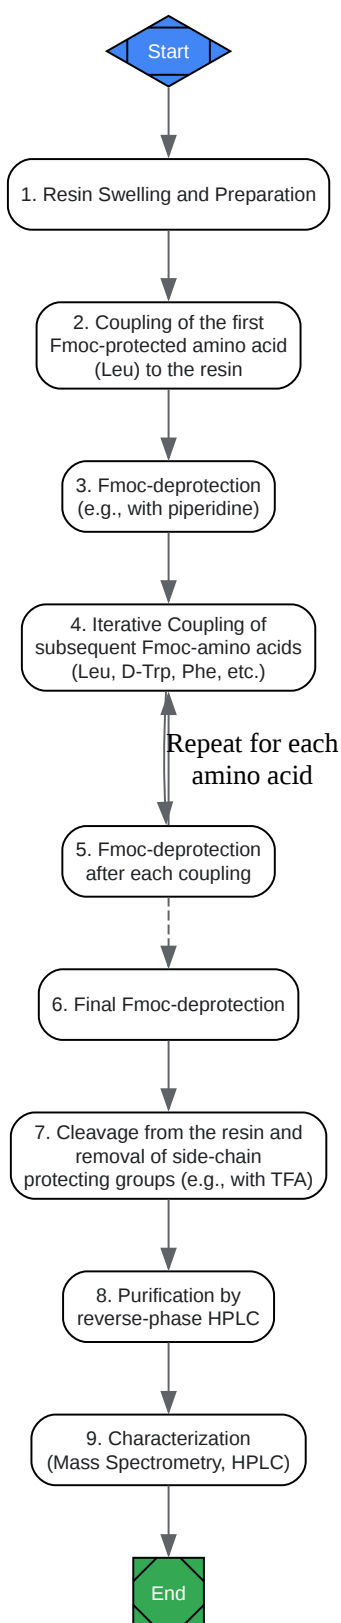 Start
1. Resin Swelling and Preparation
2. Coupling of the first
Fmoc-protected amino acid
(Leu) to the resin
3. Fmoc-deprotection
(e.g., with piperidine)
4. Iterative Coupling of
subsequent Fmoc-amino acids
(Leu, D-Trp, Phe, etc.)
Repeat for each
amino acid
5. Fmoc-deprotection
after each coupling
6. Final Fmoc-deprotection
7. Cleavage from the resin and
removal of side-chain
protecting groups (e.g., with TFA)
8. Purification by
reverse-phase HPLC
9. Characterization
(Mass Spectrometry, HPLC)
End